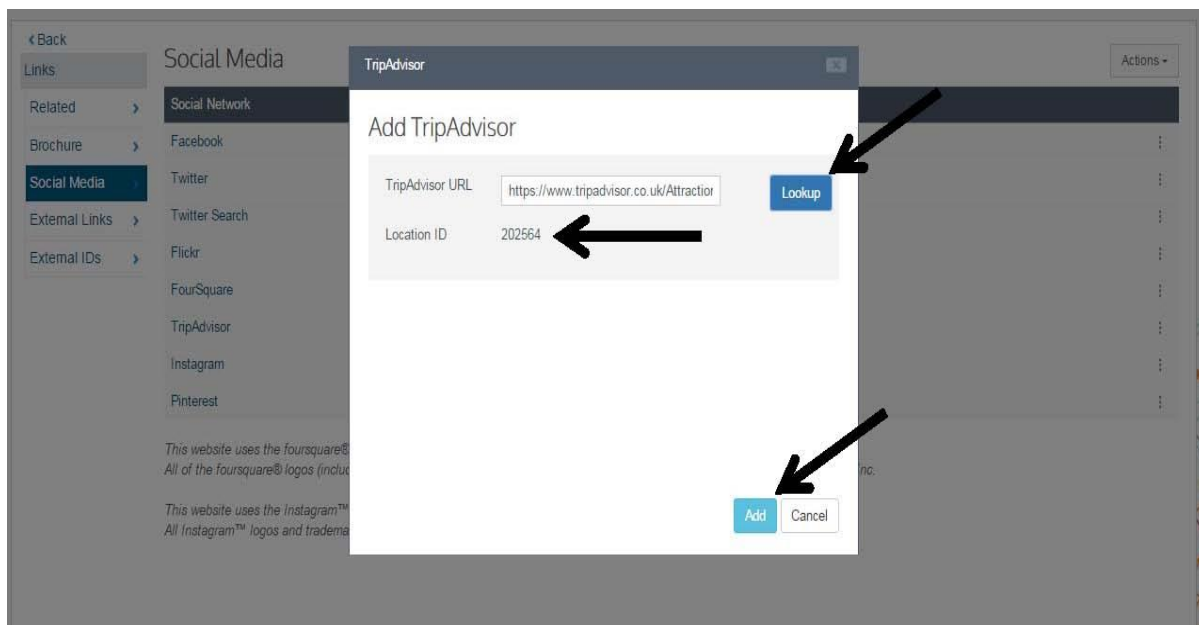 Back
Links
Related
Brochure
Social Media
External Links
External IDs
Social Media
Actions
Social Network
Facebook
Twitter
Twitter Search
Flickr
FourSquare
TripAdvisor
Instagram
Pinterest
This website uses the foursquare®
All of the foursquare® logos (includ
nc.
This website uses the Instagram™
All Instagram™ logos and tradema
TripAdvisor
Add TripAdvisor
TripAdvisor URL https://www.tripadvisor.co.uk/Attraction Lookup
Location ID 202564
Add Cancel